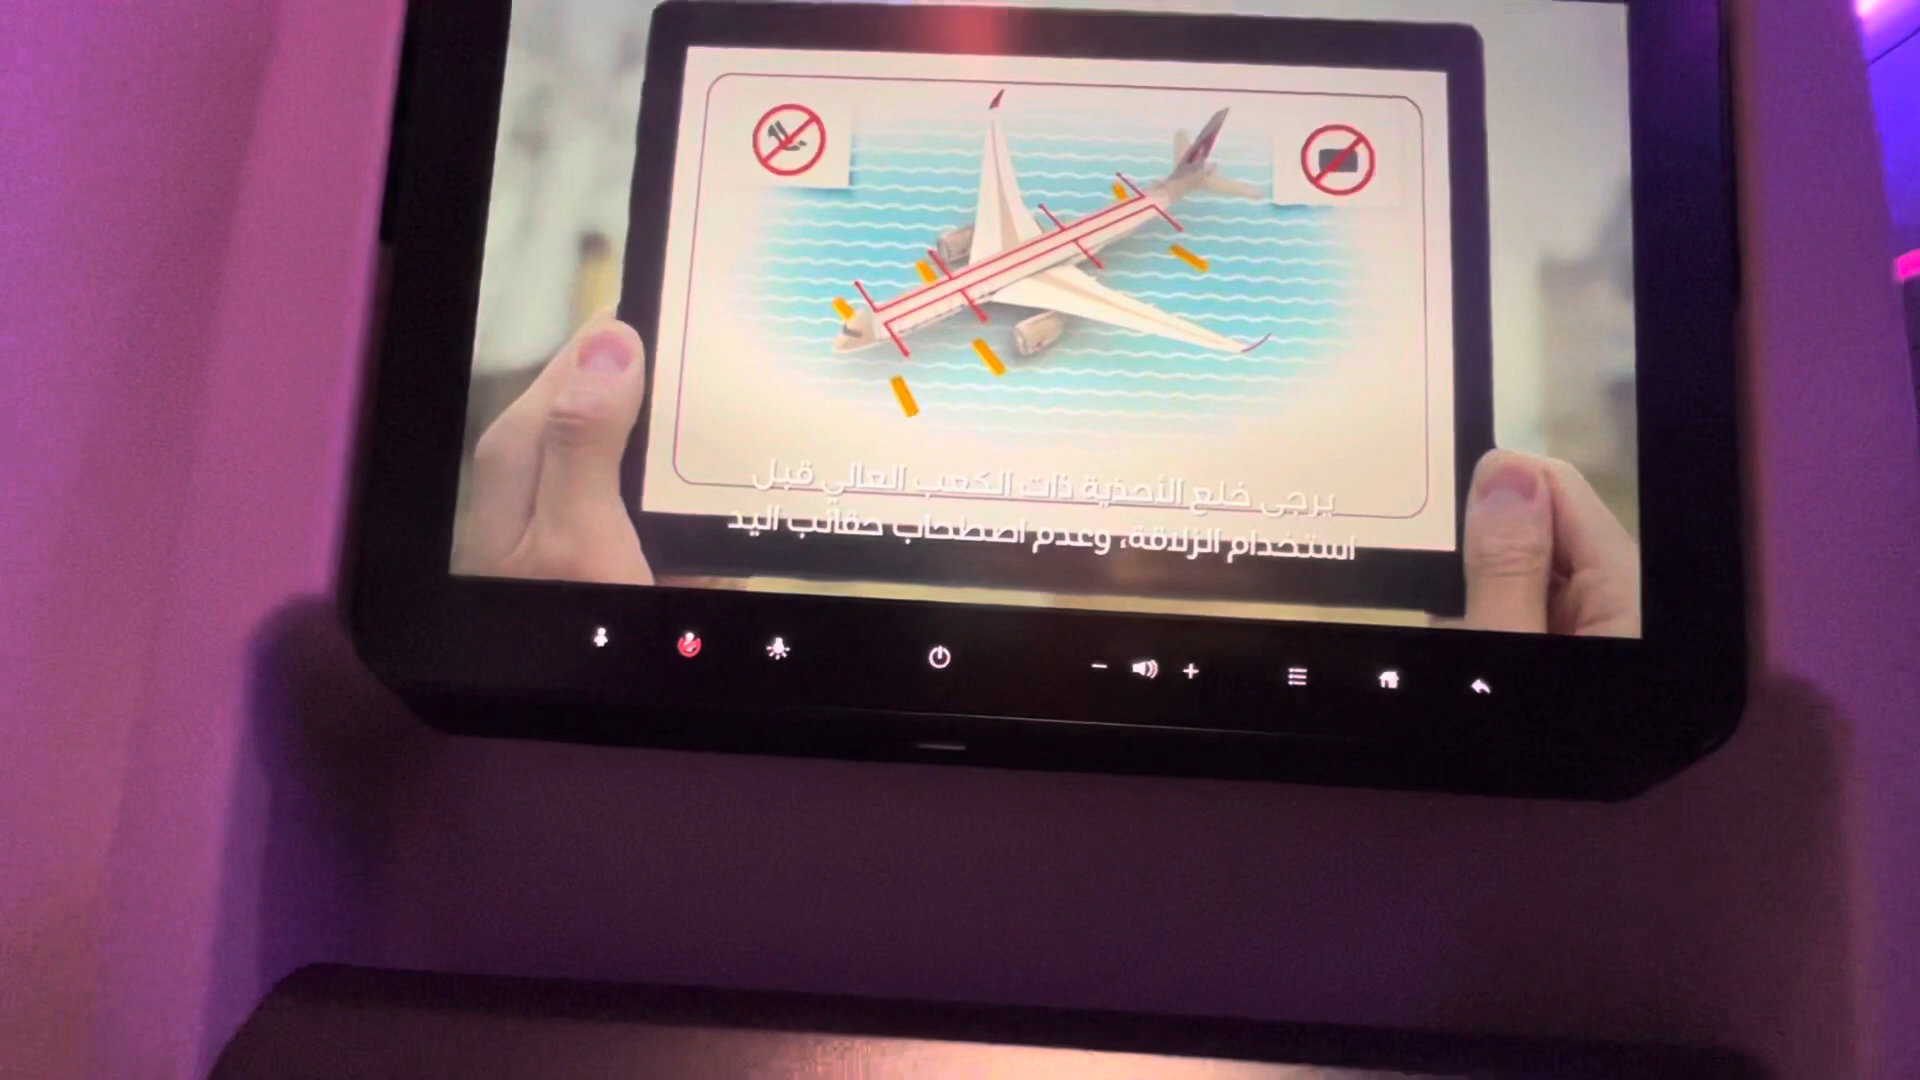 يرجى خلع الأحذية ذات الكعب العالي قبل
استخدام الزلاقة، وعدم اصطحاب حقائب اليد